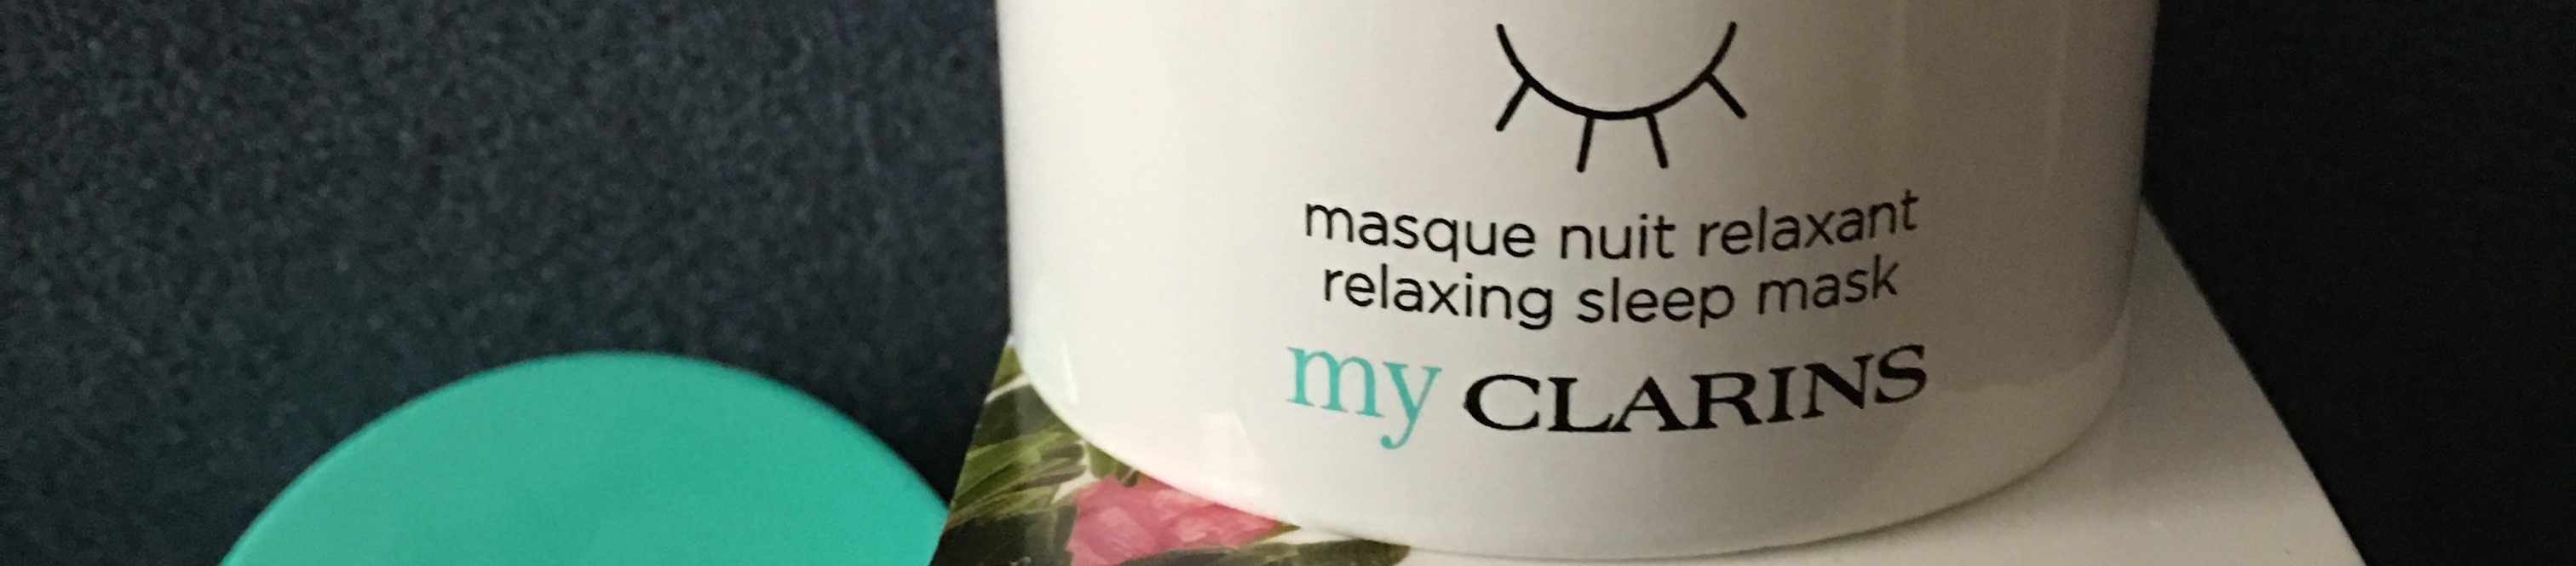 masque nuit relaxant
relaxing sleep mask
my CLARINS